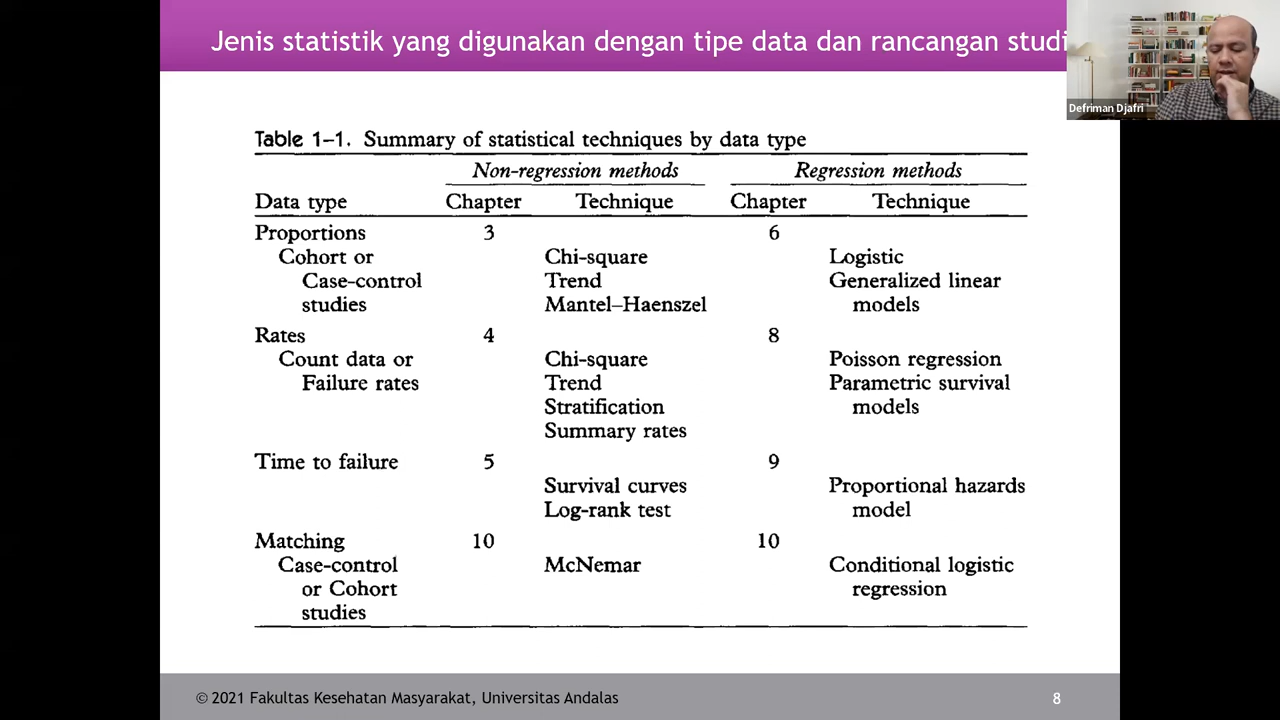 Jenis statistik yang digunakan dengan tipe data dan rancangan studi
Defriman Djafri
Table 1–1. Summary of statistical techniques by data type
Non-regression methods Regression methods
Data type Chapter Technique Chapter Technique
Proportions 3 6
Cohort or Chi-square Logistic
Case-control Trend Generalized linear
studies Mantel–Haenszel models
Rates 4 8
Count data or Chi-square Poisson regression
Failure rates Trend Parametric survival
Stratification models
Summary rates
Time to failure 5 9
Survival curves Proportional hazards
Log-rank test model
Matching 10 10
Case-control McNemar Conditional logistic
or Cohort regression
studies
© 2021 Fakultas Kesehatan Masyarakat, Universitas Andalas 8